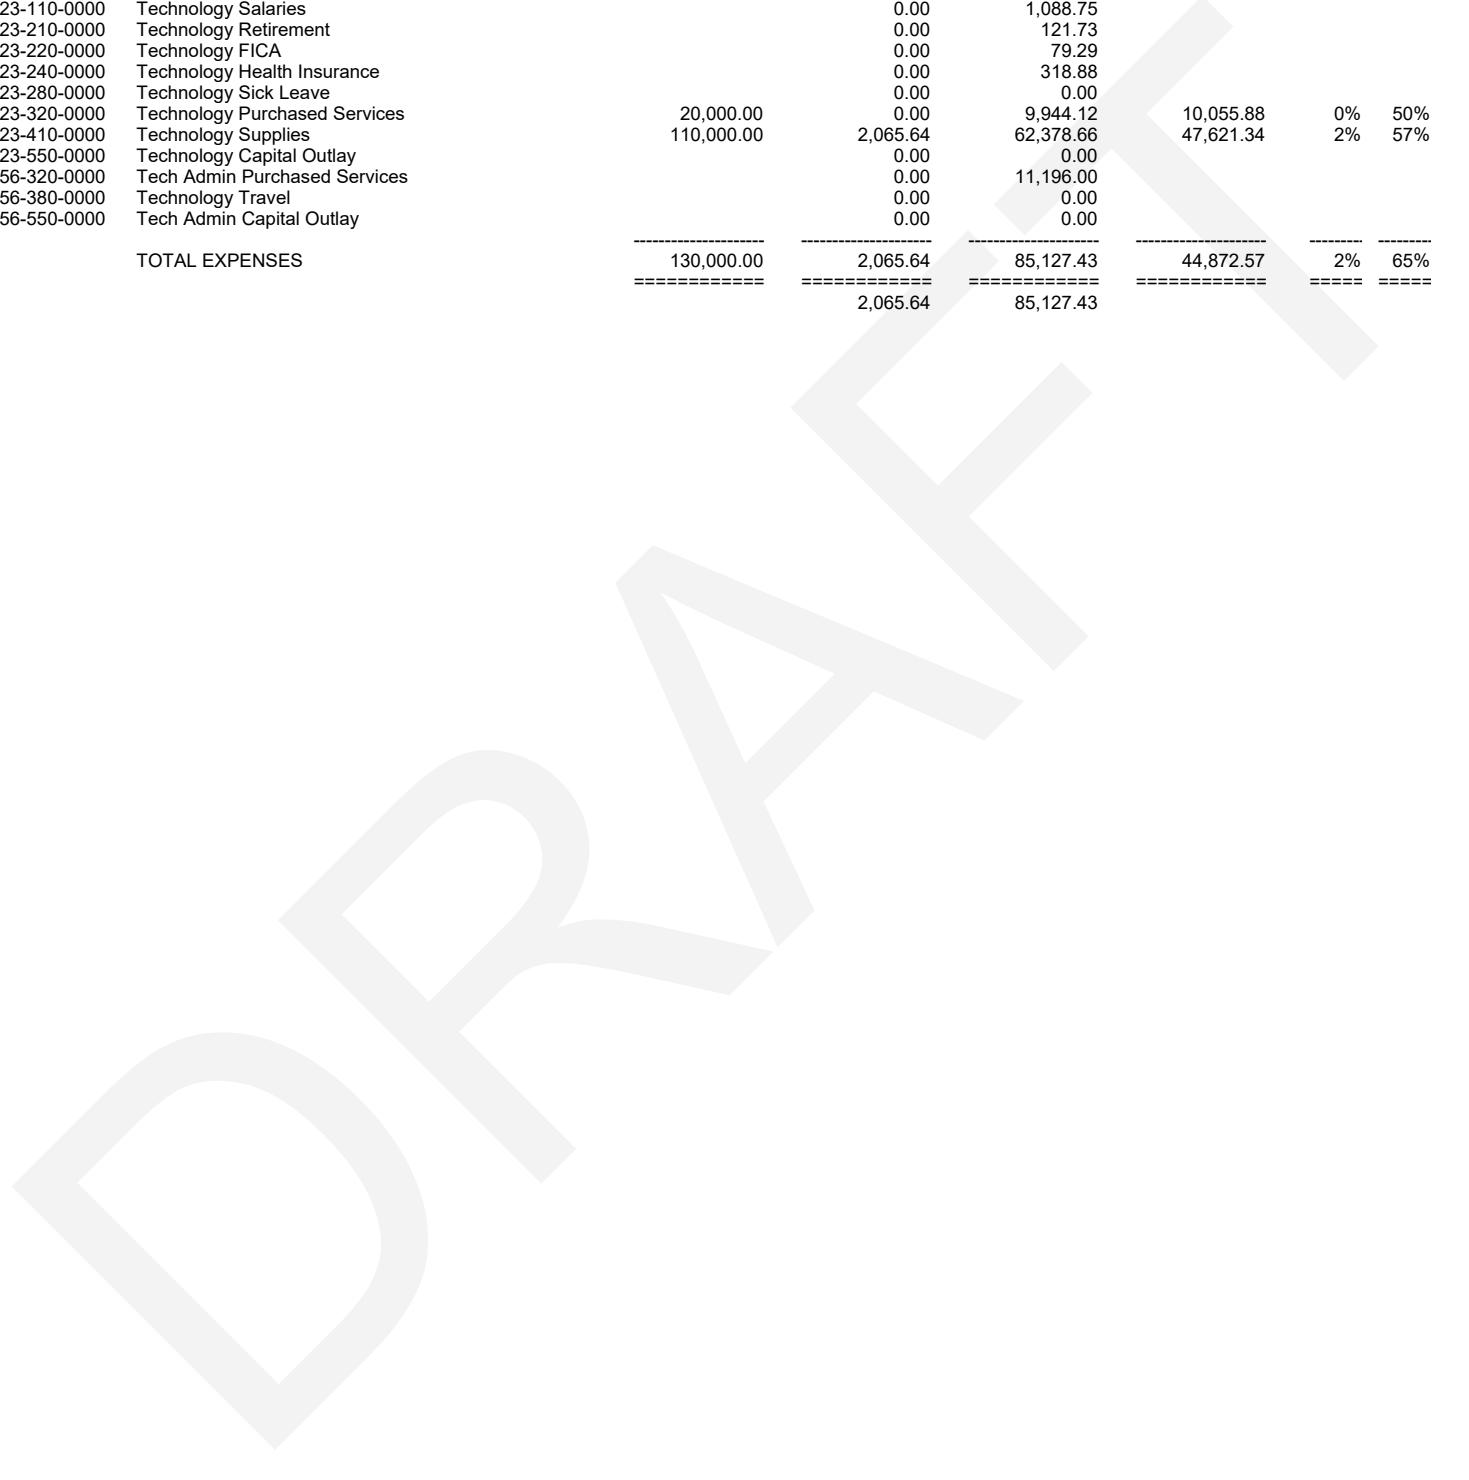 23-110-0000 Technology Salaries 0.00 1,088.75
23-210-0000 Technology Retirement 0.00 121.73
23-220-0000 Technology FICA 0.00 79.29
23-240-0000 Technology Health Insurance 0.00 318.88
23-280-0000 Technology Sick Leave 0.00 0.00
23-320-0000 Technology Purchased Services 20,000.00 0.00 9,944.12 10,055.88 0% 50%
23-410-0000 Technology Supplies 110,000.00 2,065.64 62,378.66 47,621.34 2% 57%
23-550-0000 Technology Capital Outlay 0.00 0.00
56-320-0000 Tech Admin Purchased Services 0.00 11,196.00
56-380-0000 Technology Travel 0.00 0.00
56-550-0000 Tech Admin Capital Outlay 0.00 0.00
--------------------- --------------------- --------------------- --------------------- -------- --------
TOTAL EXPENSES 130,000.00 2,065.64 85,127.43 44,872.57 2% 65%
============ ============ ============ ============ ===== =====
2,065.64 85,127.43
DRAFT